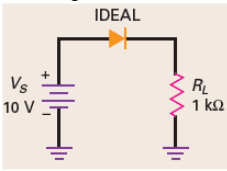 IDEAL
+
V_S
10 V
−
R_L
1 kΩ